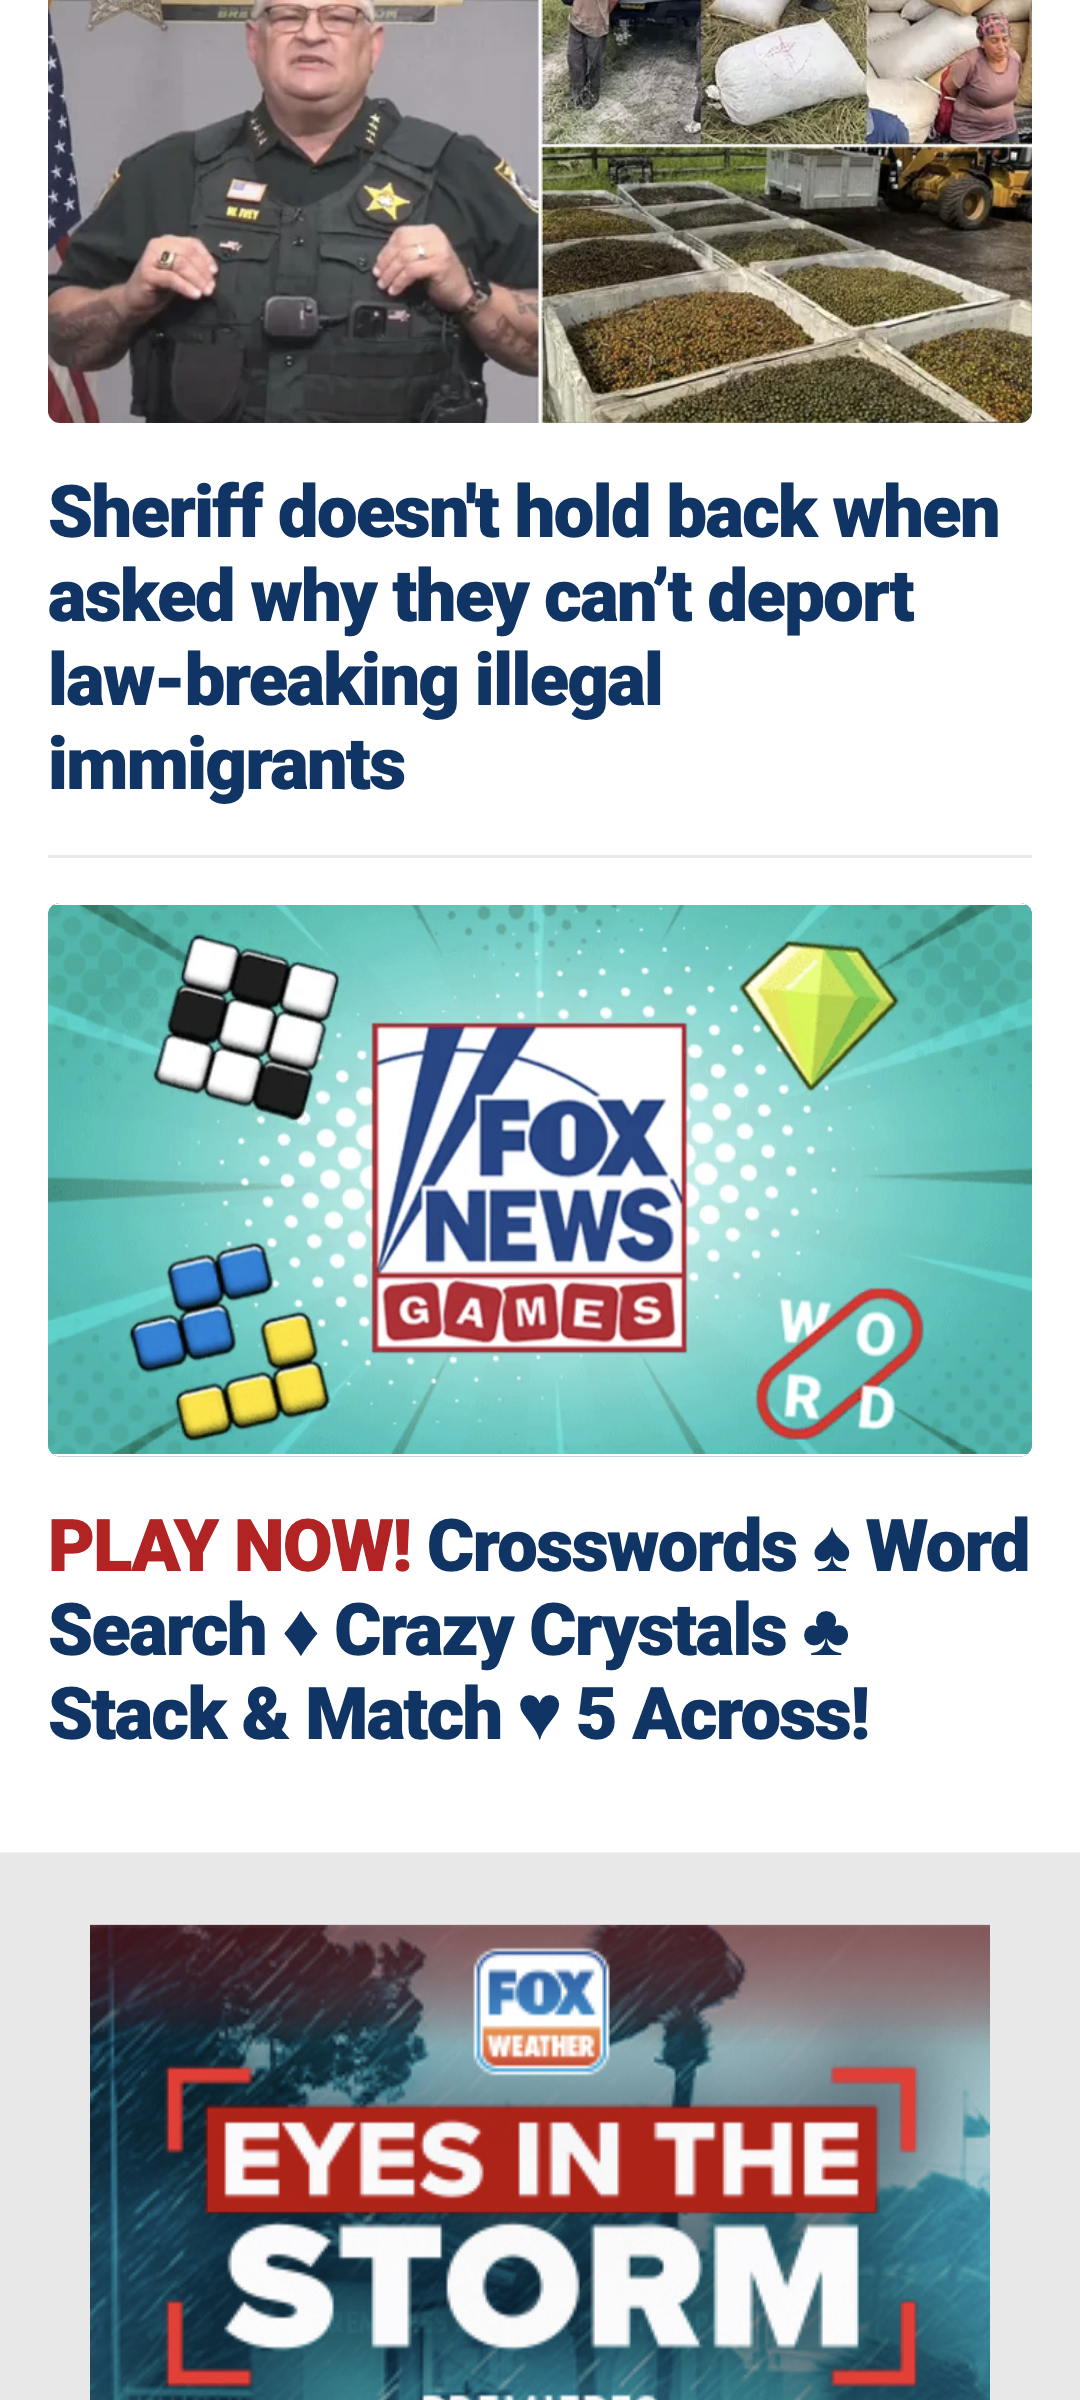 Sheriff doesn't hold back when
asked why they can’t deport
law-breaking illegal
immigrants
FOX
NEWS
GAMES
W O
R D
PLAY NOW! Crosswords ♠ Word
Search ♦ Crazy Crystals ♣
Stack & Match ♥ 5 Across!
FOX
WEATHER
EYES IN THE
STORM